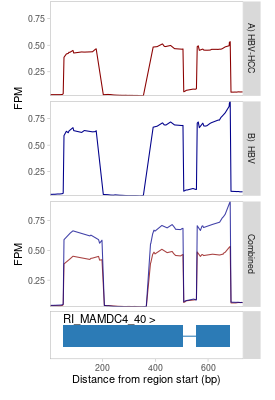 0.75
0.50
0.25
A) HBV-HCC
FPM
0.75
0.50
0.25
B) HBV
0.75
0.50
0.25
Combined
FPM
RI_MAMDC4_40 >
200 400 600
Distance from region start (bp)